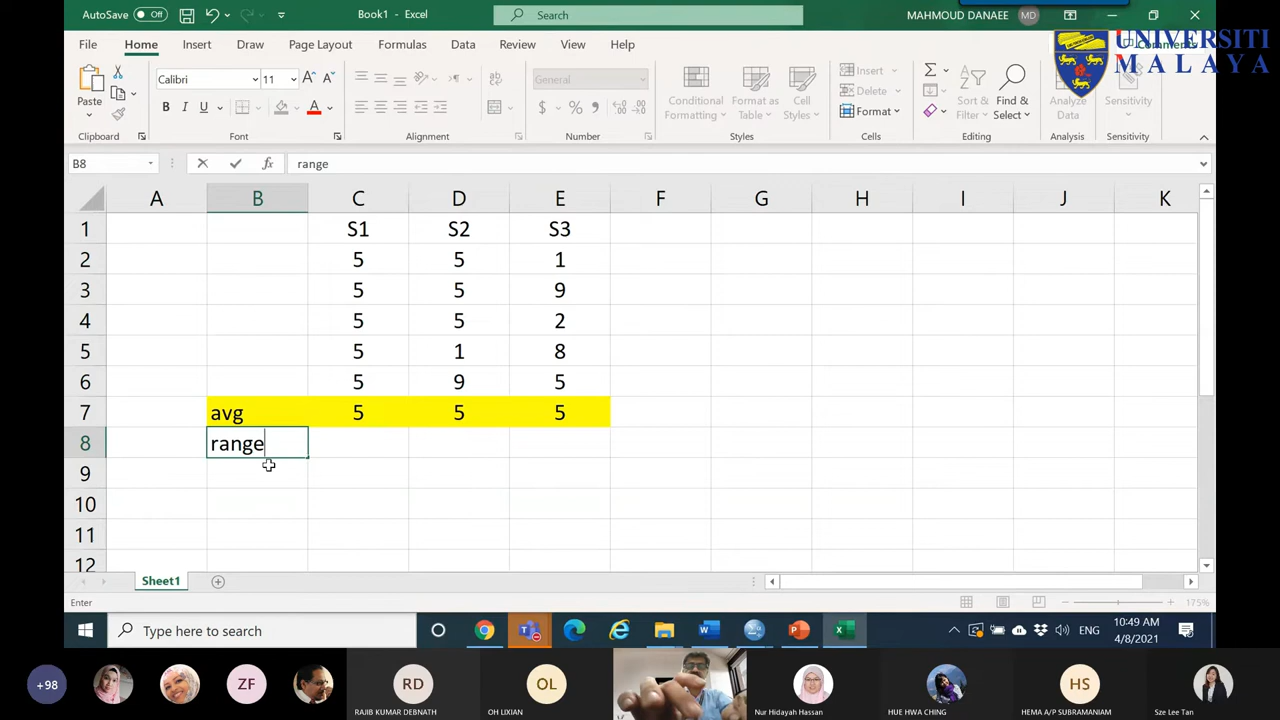 AutoSave Off Book1 - Excel Search MAHMOUD DANAEE MD
File Home Insert Draw Page Layout Formulas Data Review View Help Comments
UNIVERSITI
MALAYA
Paste Calibri 11 B I U A General $ % Conditional Formatting Format as Table Cell Styles Insert Delete Format Sort & Filter Find & Select Analyze Data Sensitivity
Clipboard Font Alignment Number Styles Cells Editing Analysis Sensitivity
B8 fx range
A B C D E F G H I J K
1 S1 S2 S3
2 5 5 1
3 5 5 9
4 5 5 2
5 5 1 8
6 5 9 5
7 avg 5 5 5
8 range
9
10
11
12
Sheet1
Enter 175%
Type here to search ENG 10:49 AM
4/8/2021
+98 ZF RD OL HS
RAJIB KUMAR DEBNATH OH LIXIAN Nur Hidayah Hassan HUE HWA CHING HEMA A/P SUBRAMANIAM Sze Lee Tan